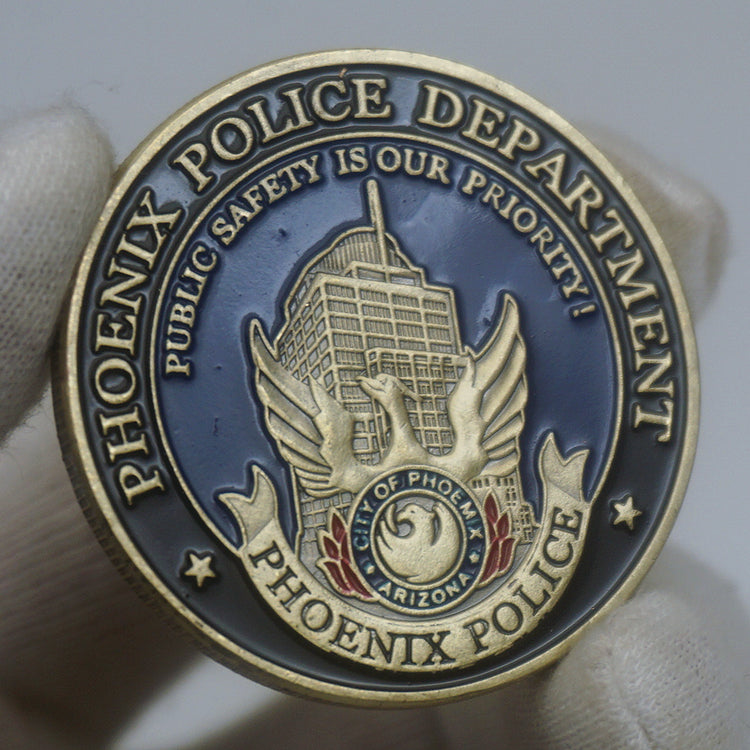 PHOENIX POLICE DEPARTMENT
PUBLIC SAFETY IS OUR PRIORITY!
CITY OF PHOENIX
ARIZONA
PHOENIX POLICE